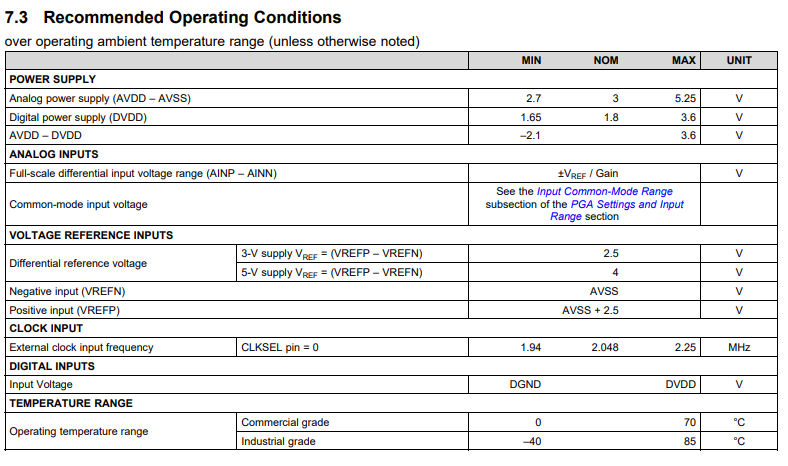 7.3 Recommended Operating Conditions
over operating ambient temperature range (unless otherwise noted)
MIN NOM MAX UNIT
POWER SUPPLY
Analog power supply (AVDD – AVSS) 2.7 3 5.25 V
Digital power supply (DVDD) 1.65 1.8 3.6 V
AVDD – DVDD –2.1 3.6 V
ANALOG INPUTS
Full-scale differential input voltage range (AINP – AINN) ±VREF / Gain V
Common-mode input voltage See the Input Common-Mode Range
subsection of the PGA Settings and Input
Range section
VOLTAGE REFERENCE INPUTS
Differential reference voltage 3-V supply VREF = (VREFP – VREFN) 2.5 V
5-V supply VREF = (VREFP – VREFN) 4 V
Negative input (VREFN) AVSS V
Positive input (VREFP) AVSS + 2.5 V
CLOCK INPUT
External clock input frequency CLKSEL pin = 0 1.94 2.048 2.25 MHz
DIGITAL INPUTS
Input Voltage DGND DVDD V
TEMPERATURE RANGE
Operating temperature range Commercial grade 0 70 °C
Industrial grade –40 85 °C